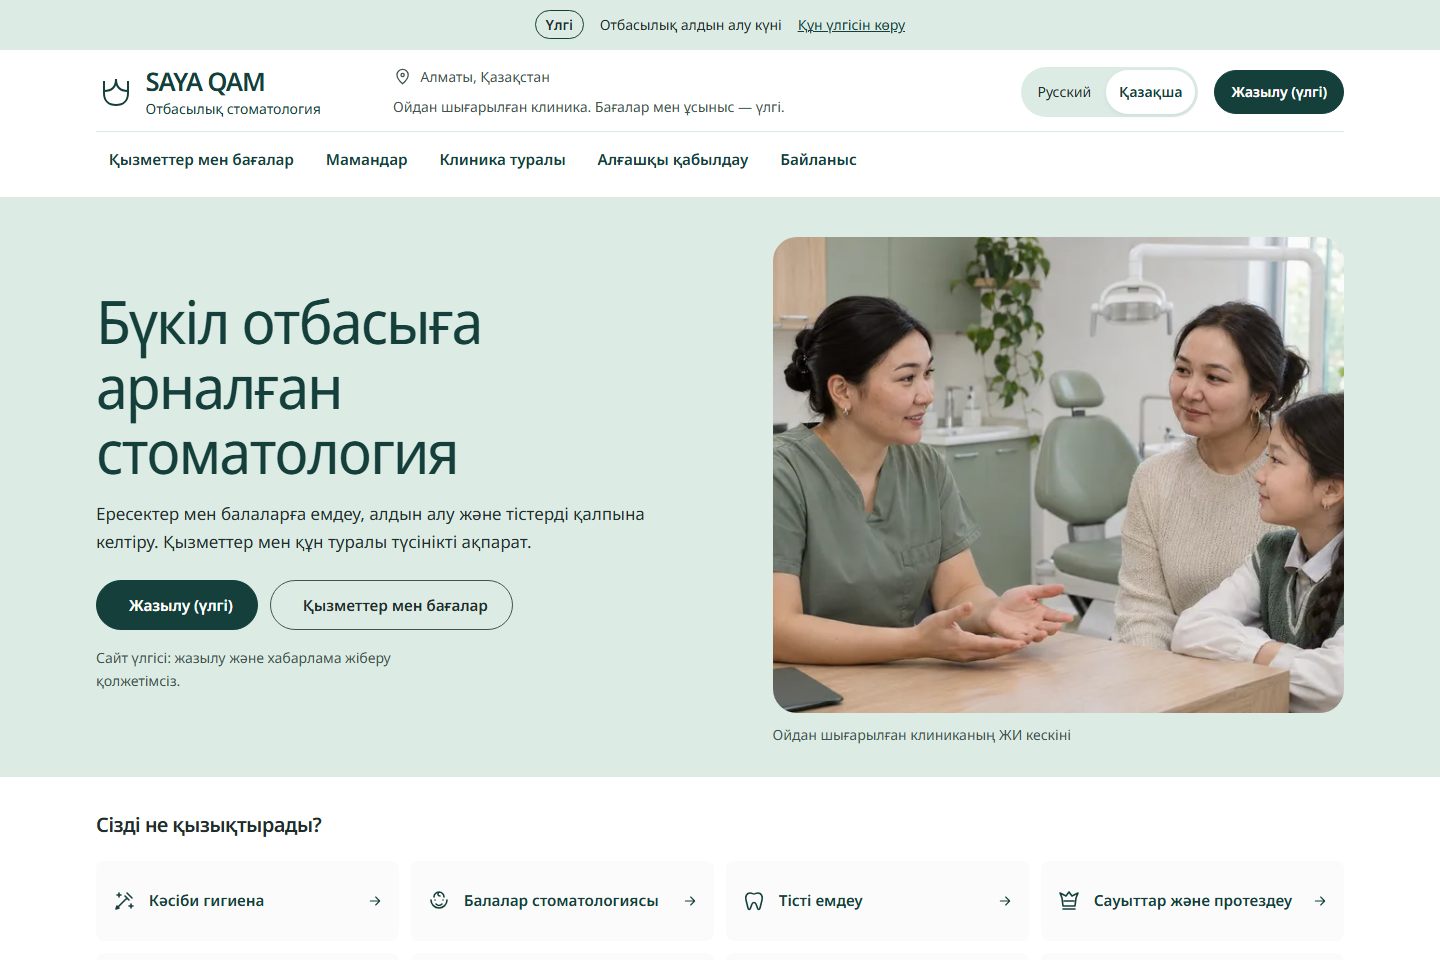 Үлгі Отбасылық алдын алу күні Құн үлгісін көру
SAYA QAM
Отбасылық стоматология
Алматы, Қазақстан
Ойдан шығарылған клиника. Бағалар мен ұсыныс — үлгі.
Русский Қазақша Жазылу (үлгі)
Қызметтер мен бағалар Мамандар Клиника туралы Алғашқы қабылдау Байланыс
Бүкіл отбасыға
арналған
стоматология
Ересектер мен балаларға емдеу, алдын алу және тістерді қалпына
келтіру. Қызметтер мен құн туралы түсінікті ақпарат.
Жазылу (үлгі) Қызметтер мен бағалар
Сайт үлгісі: жазылу және хабарлама жіберу
қолжетімсіз.
Ойдан шығарылған клиниканың ЖИ кескіні
Сізді не қызықтырады?
Кәсіби гигиена
Балалар стоматологиясы
Тісті емдеу
Сауыттар және протездеу